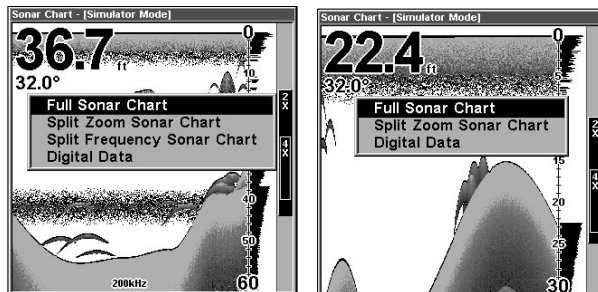 Sonar Chart - [Simulator Mode]
36.7 ft
0
32.0°
10
Full Sonar Chart
Split Zoom Sonar Chart
Split Frequency Sonar Chart
Digital Data
2X
4X
40
50
200kHz
60
Sonar Chart - [Simulator Mode]
22.4 ft
0
5
32.0°
Full Sonar Chart
Split Zoom Sonar Chart
Digital Data
2X
4X
15
20
25
30